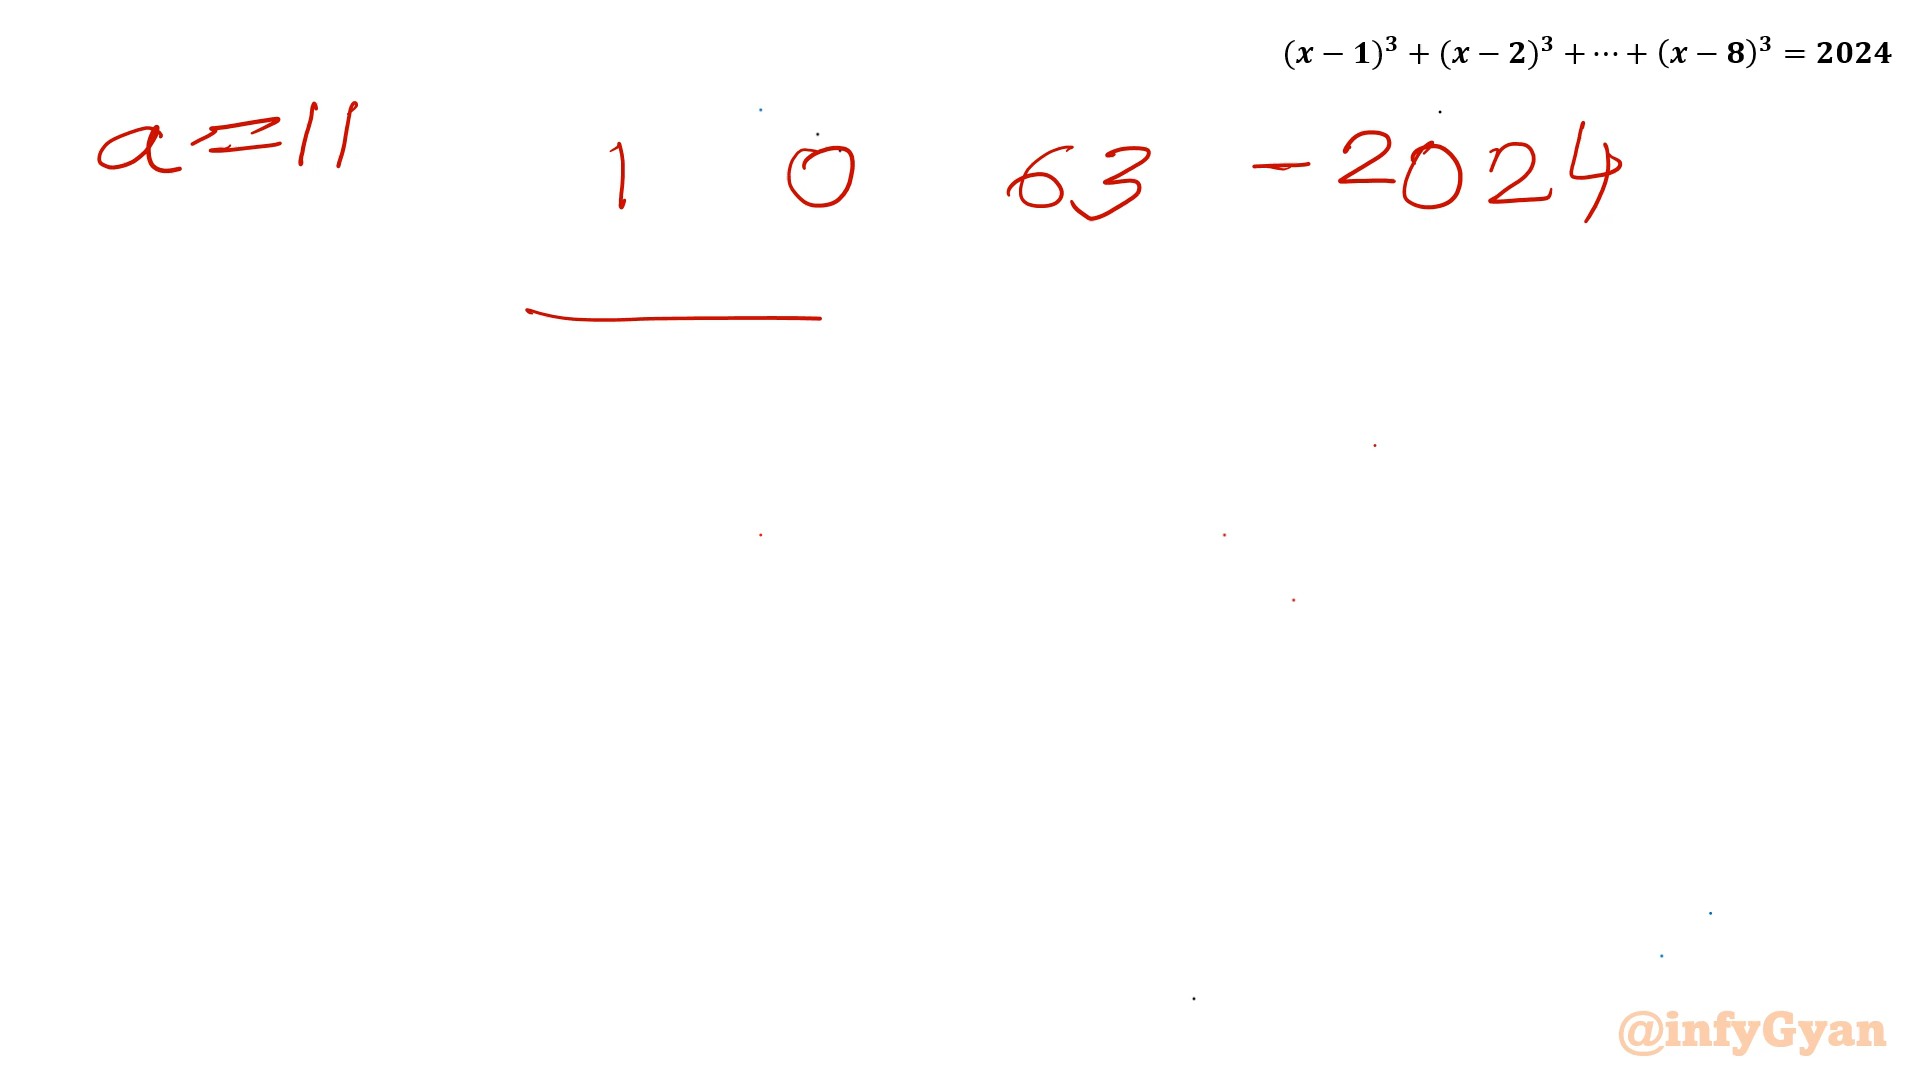 (x − 1)³ + (x − 2)³ + ⋯ + (x − 8)³ = 2024
a = 11
1 0 63 −2024
@infyGyan